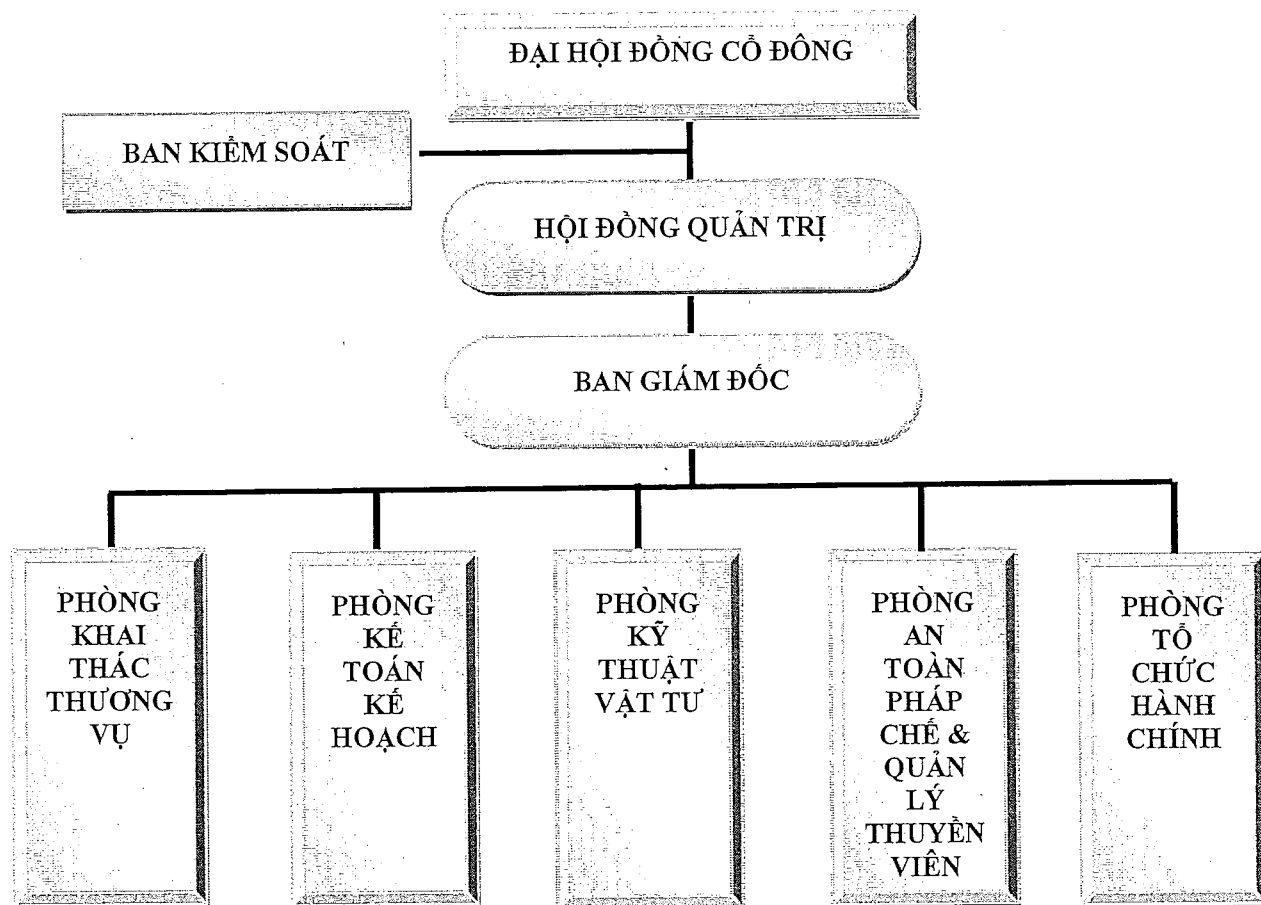 ĐẠI HỘI ĐỒNG CỔ ĐÔNG
BAN KIỂM SOÁT
HỘI ĐỒNG QUẢN TRỊ
BAN GIÁM ĐỐC
PHÒNG
KHAI
THÁC
THƯƠNG
VỤ
PHÒNG
KẾ
TOÁN
KẾ
HOẠCH
PHÒNG
KỸ
THUẬT
VẬT TƯ
PHÒNG
AN
TOÀN
PHÁP
CHẾ &
QUẢN
LÝ
THUYỀN
VIÊN
PHÒNG
TỔ
CHỨC
HÀNH
CHÍNH